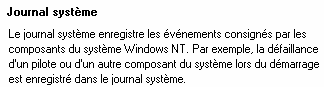 Journal système
Le journal système enregistre les événements consignés par les
composants du système Windows NT. Par exemple, la défaillance
d'un pilote ou d'un autre composant du système lors du démarrage
est enregistré dans le journal système.